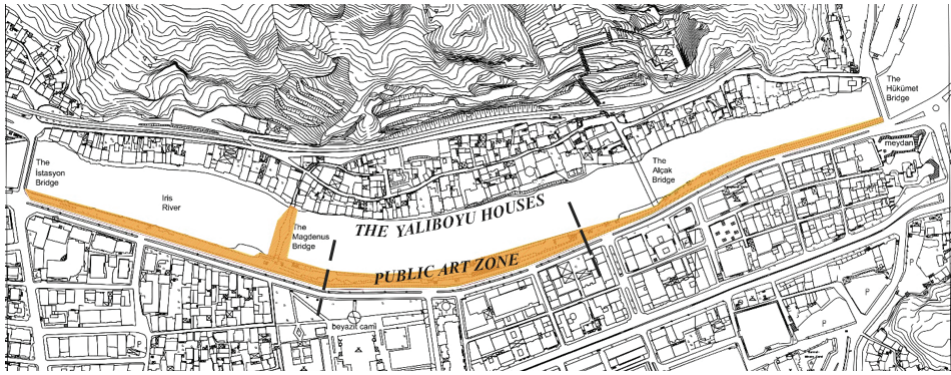 The
Hükümet
Bridge
meydan
The
İstasyon
Bridge
Iris
River
The
Alçak
Bridge
THE YALIBOYU HOUSES
The
Magdenus
Bridge
PUBLIC ART ZONE
beyazıt camii
P
P
P